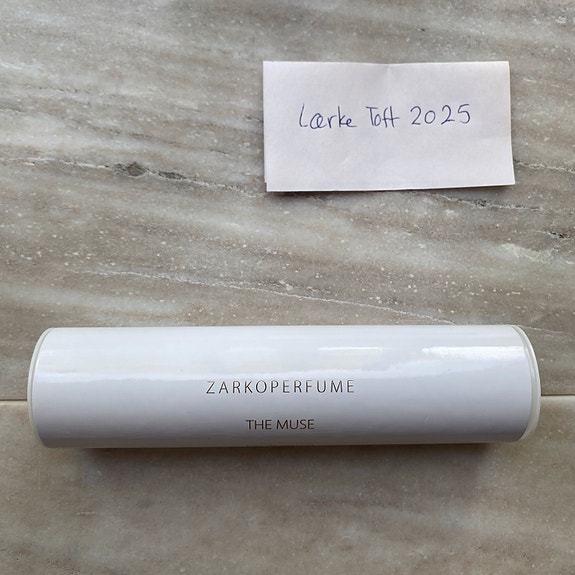 Lærke Toft 2025
ZARKOPERFUME
THE MUSE